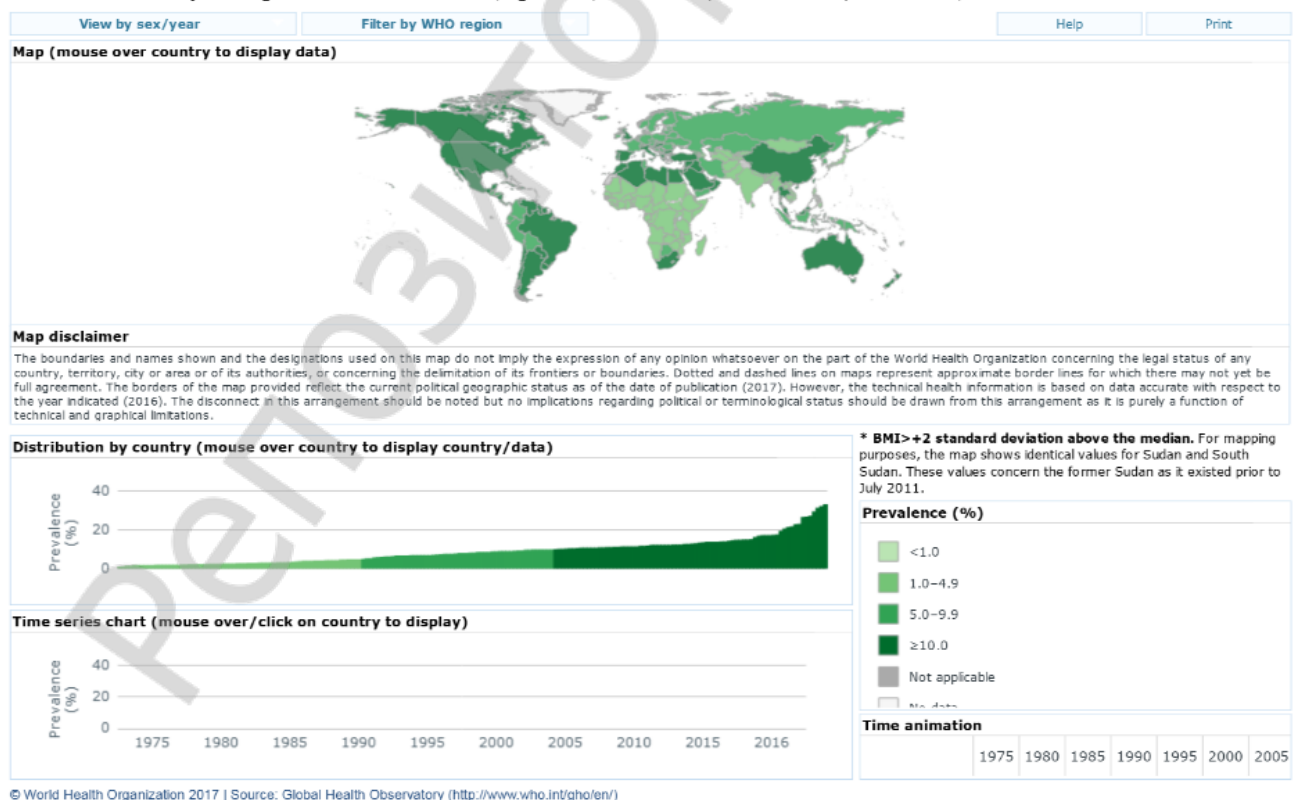 View by sex/year
Filter by WHO region
Help
Print
Map (mouse over country to display data)
Map disclaimer
The boundaries and names shown and the designations used on this map do not imply the expression of any opinion whatsoever on the part of the World Health Organization concerning the legal status of any
country, territory, city or area or of its authorities, or concerning the delimitation of its frontiers or boundaries. Dotted and dashed lines on maps represent approximate border lines for which there may not yet be
full agreement. The borders of the map provided reflect the current political geographic status as of the date of publication (2017). However, the technical health information is based on data accurate with respect to
the year indicated (2016). The disconnect in this arrangement should be noted but no implications regarding political or terminological status should be drawn from this arrangement as it is purely a function of
technical and graphical limitations.
Distribution by country (mouse over country to display country/data)
Prevalence
(%)
40
20
0
Time series chart (mouse over/click on country to display)
Prevalence
(%)
40
20
0
1975 1980 1985 1990 1995 2000 2005 2010 2015 2016
* BMI>+2 standard deviation above the median. For mapping
purposes, the map shows identical values for Sudan and South
Sudan. These values concern the former Sudan as it existed prior to
July 2011.
Prevalence (%)
<1.0
1.0–4.9
5.0–9.9
≥10.0
Not applicable
No data
Time animation
1975 1980 1985 1990 1995 2000 2005
© World Health Organization 2017 | Source: Global Health Observatory (http://www.who.int/gho/en/)